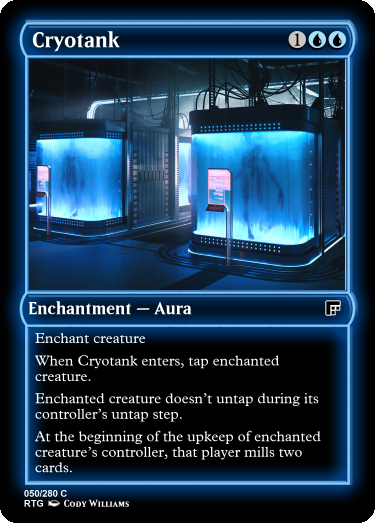 Cryotank 1
Enchantment — Aura
Enchant creature
When Cryotank enters, tap enchanted
creature.
Enchanted creature doesn't untap during its
controller's untap step.
At the beginning of the upkeep of enchanted
creature's controller, that player mills two
cards.
050/280 C
RTG Cody Williams